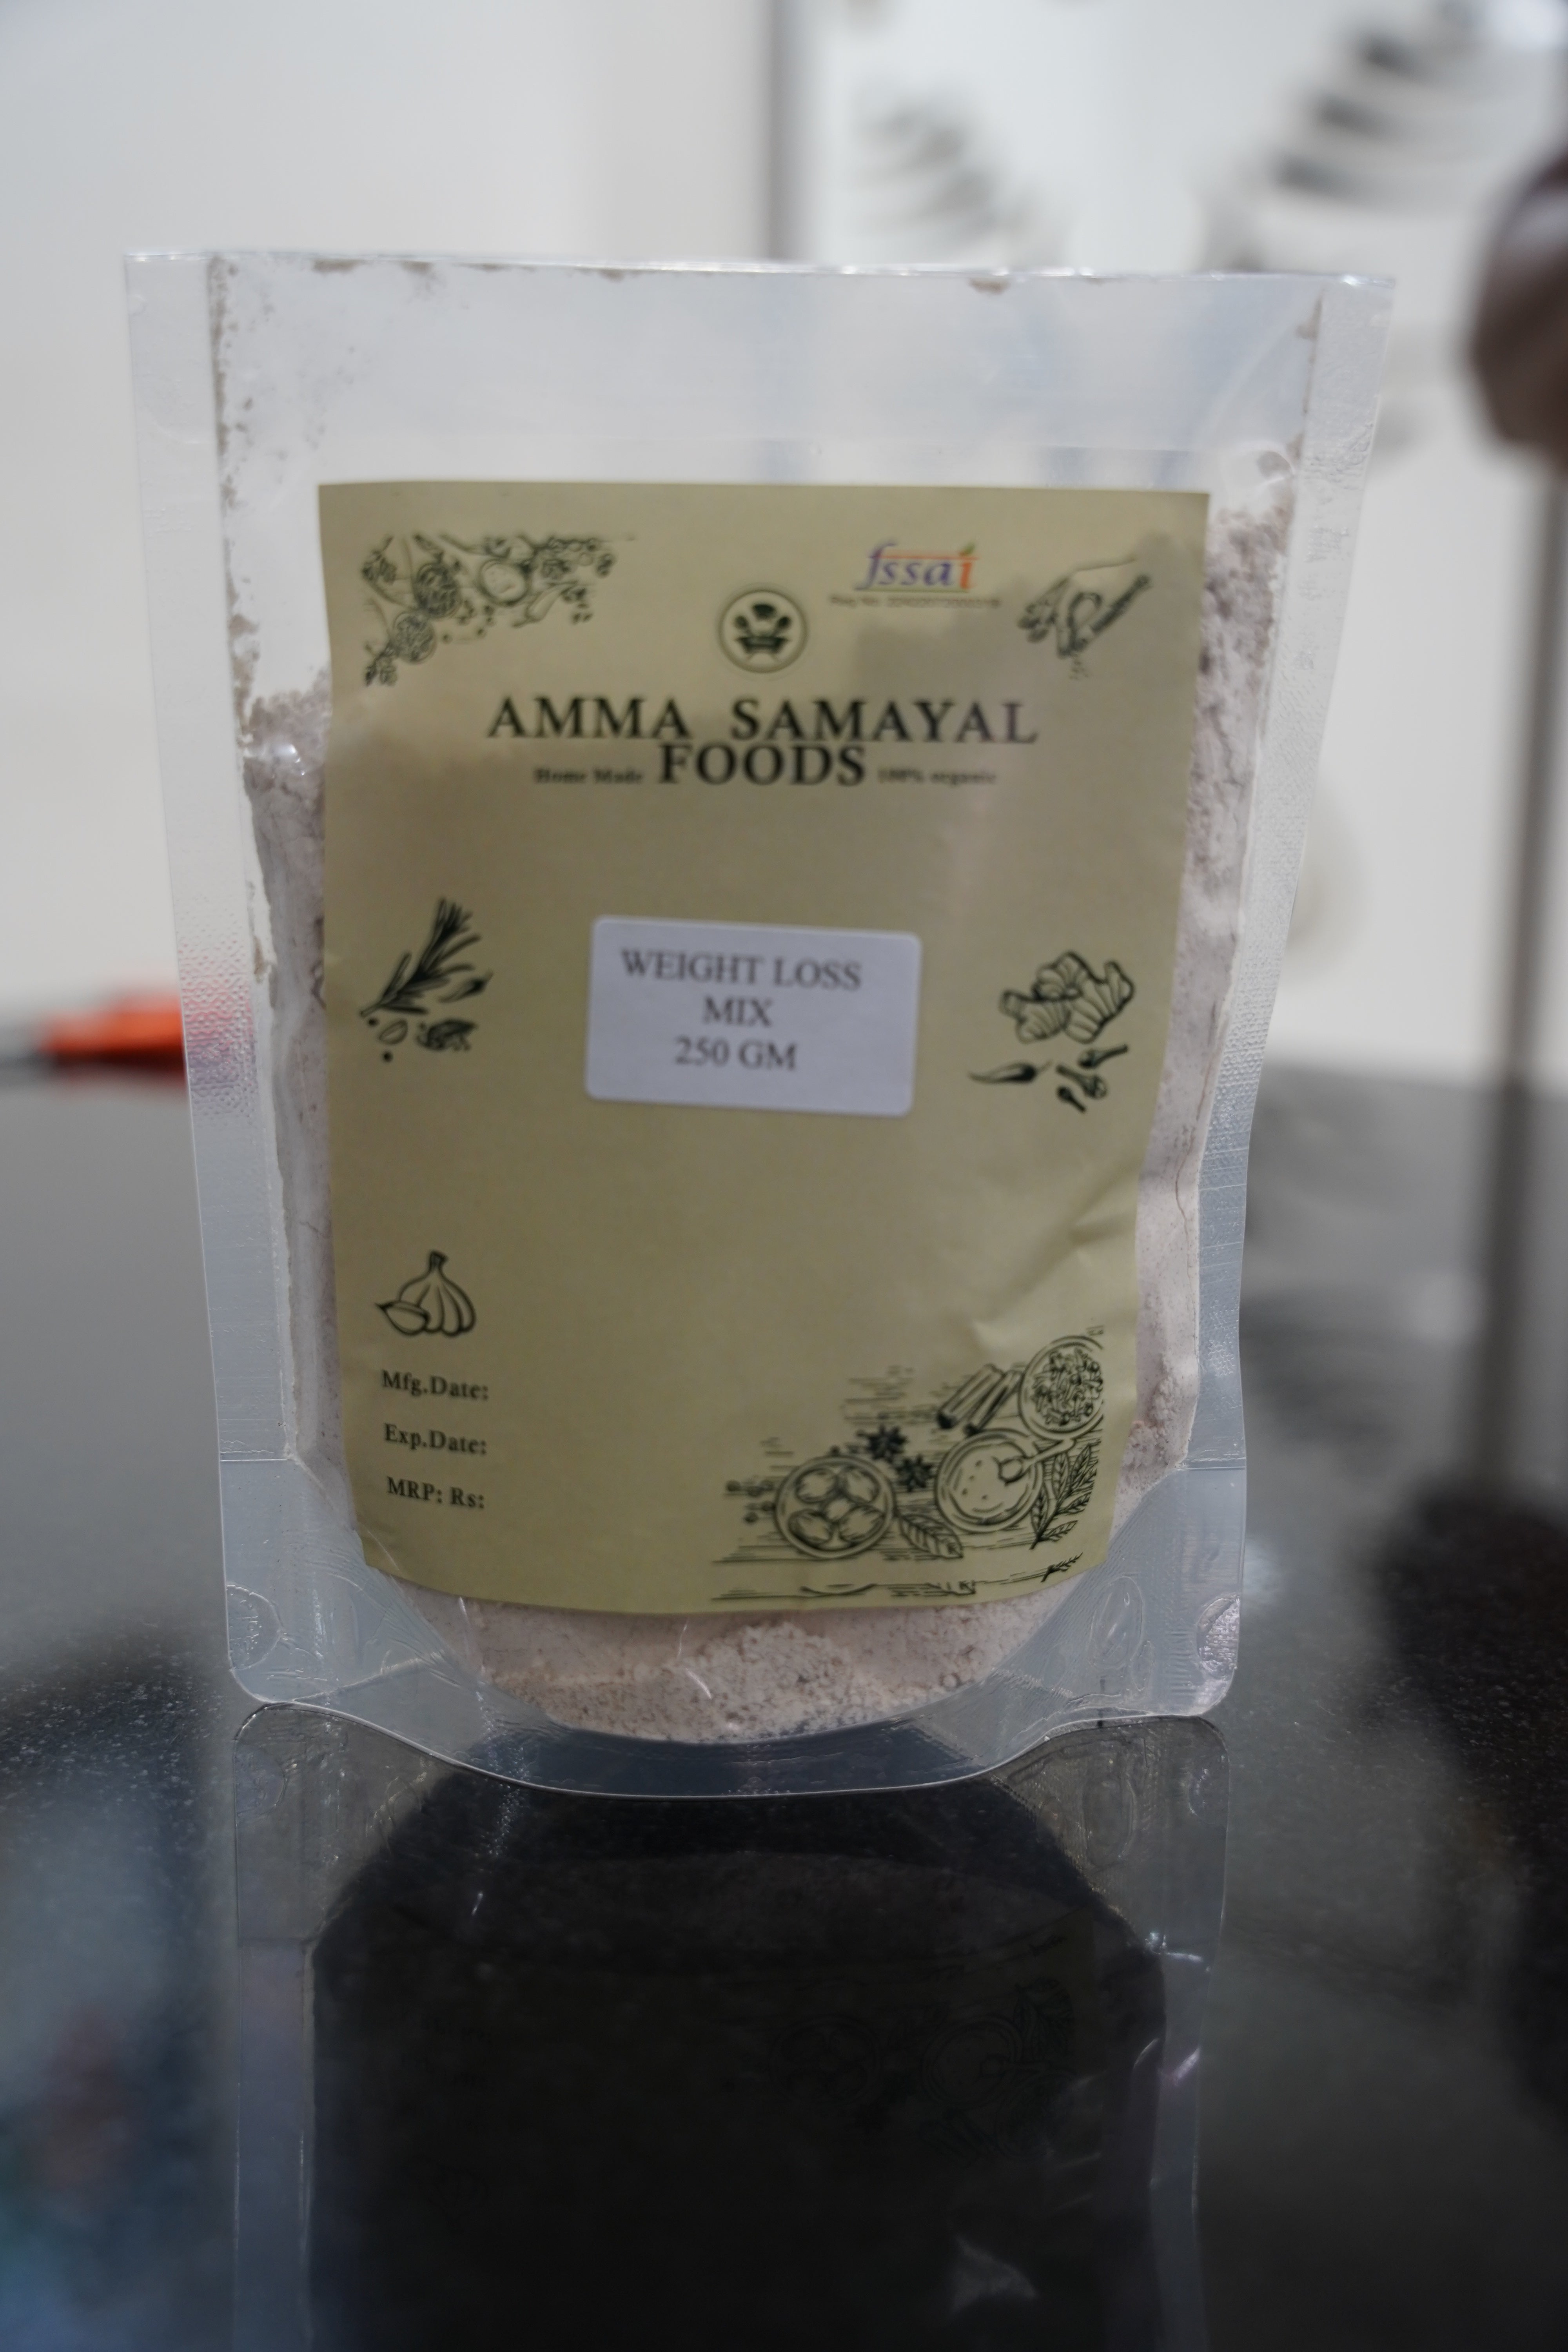 fssai
AMMA SAMAYAL
Home Made FOODS 100% organic
WEIGHT LOSS
MIX
250 GM
Mfg.Date:
Exp.Date:
MRP: Rs: